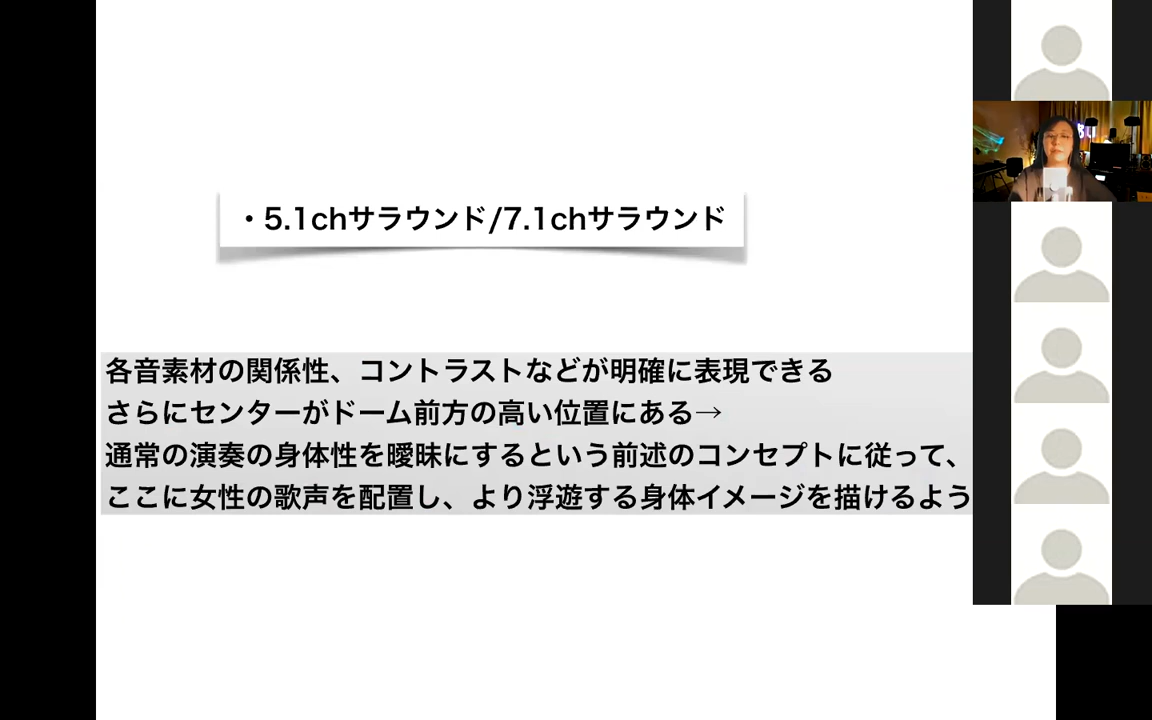 ・5.1chサラウンド/7.1chサラウンド
各音素材の関係性、コントラストなどが明確に表現できる
さらにセンターがドーム前方の高い位置にある→
通常の演奏の身体性を曖昧にするという前述のコンセプトに従って、
ここに女性の歌声を配置し、より浮遊する身体イメージを描けるよう